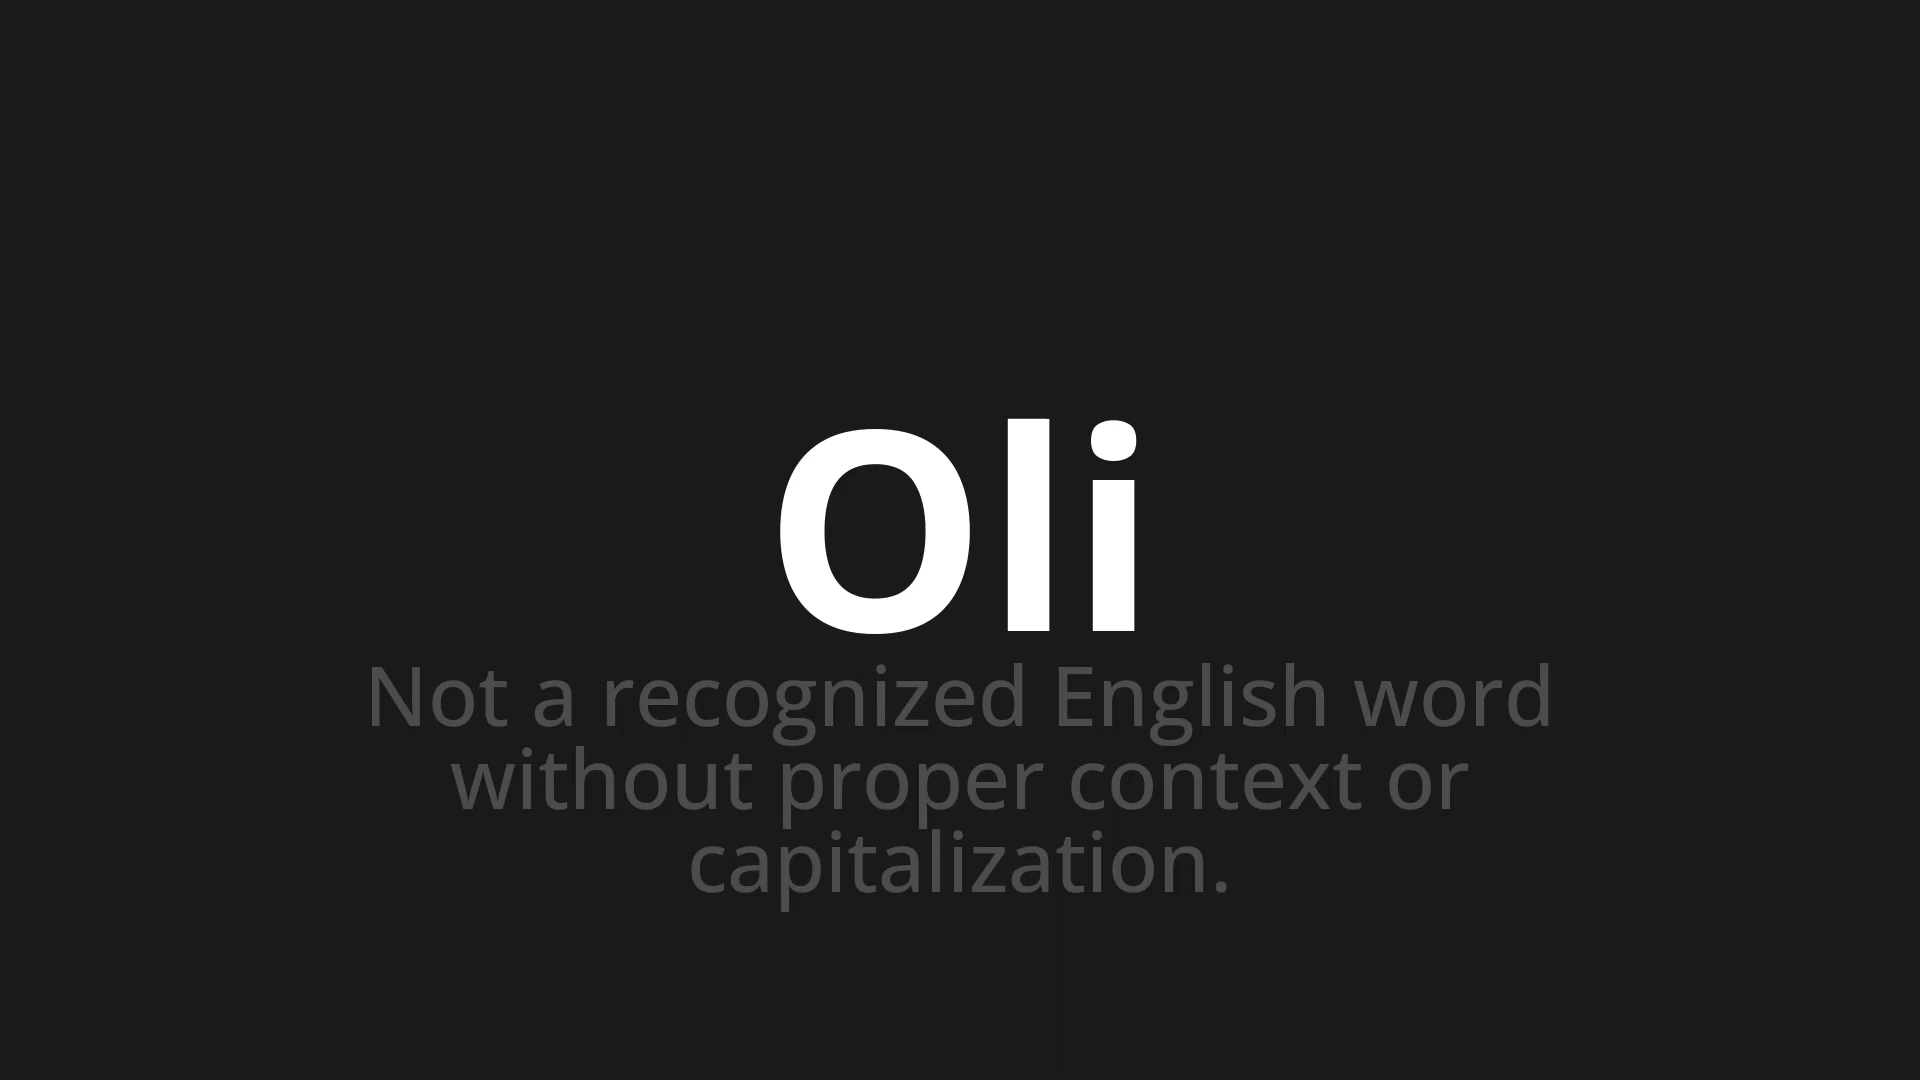 Oli
Not a recognized English word
without proper context or
capitalization.